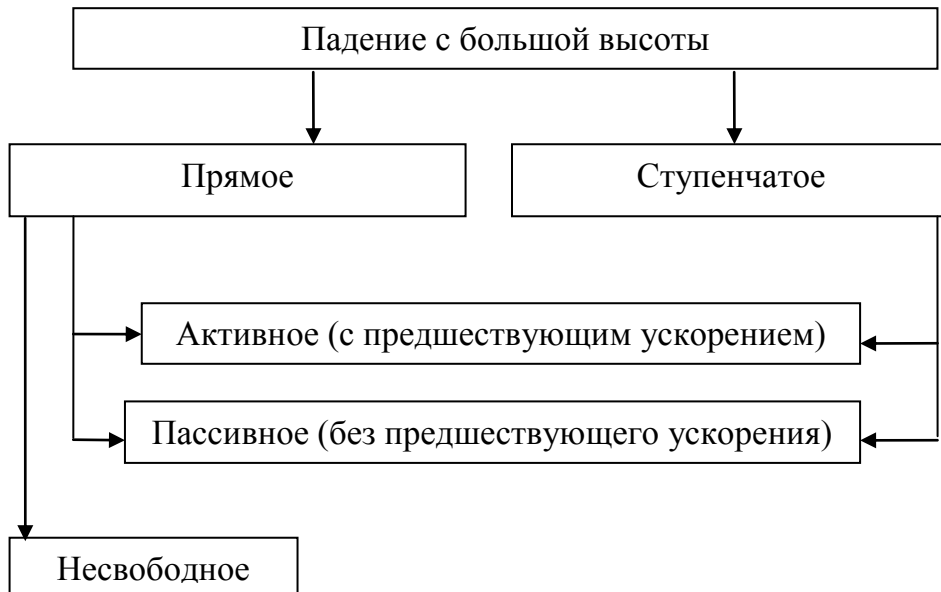 Падение с большой высоты
Прямое
Ступенчатое
Активное (с предшествующим ускорением)
Пассивное (без предшествующего ускорения)
Несвободное